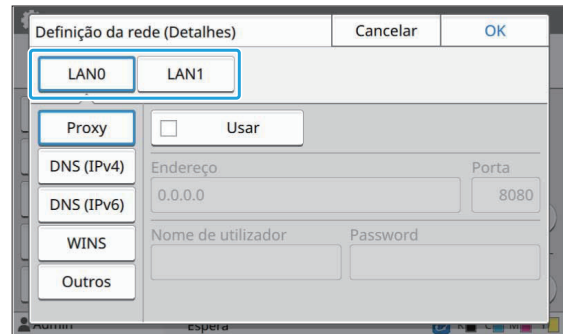 Definição da rede (Detalhes) Cancelar OK
LAN0 LAN1
Proxy Usar
DNS (IPv4) Endereço Porta
DNS (IPv6) 0.0.0.0 8080
WINS Nome de utilizador Password
Outros
Admin Espera K C M Y